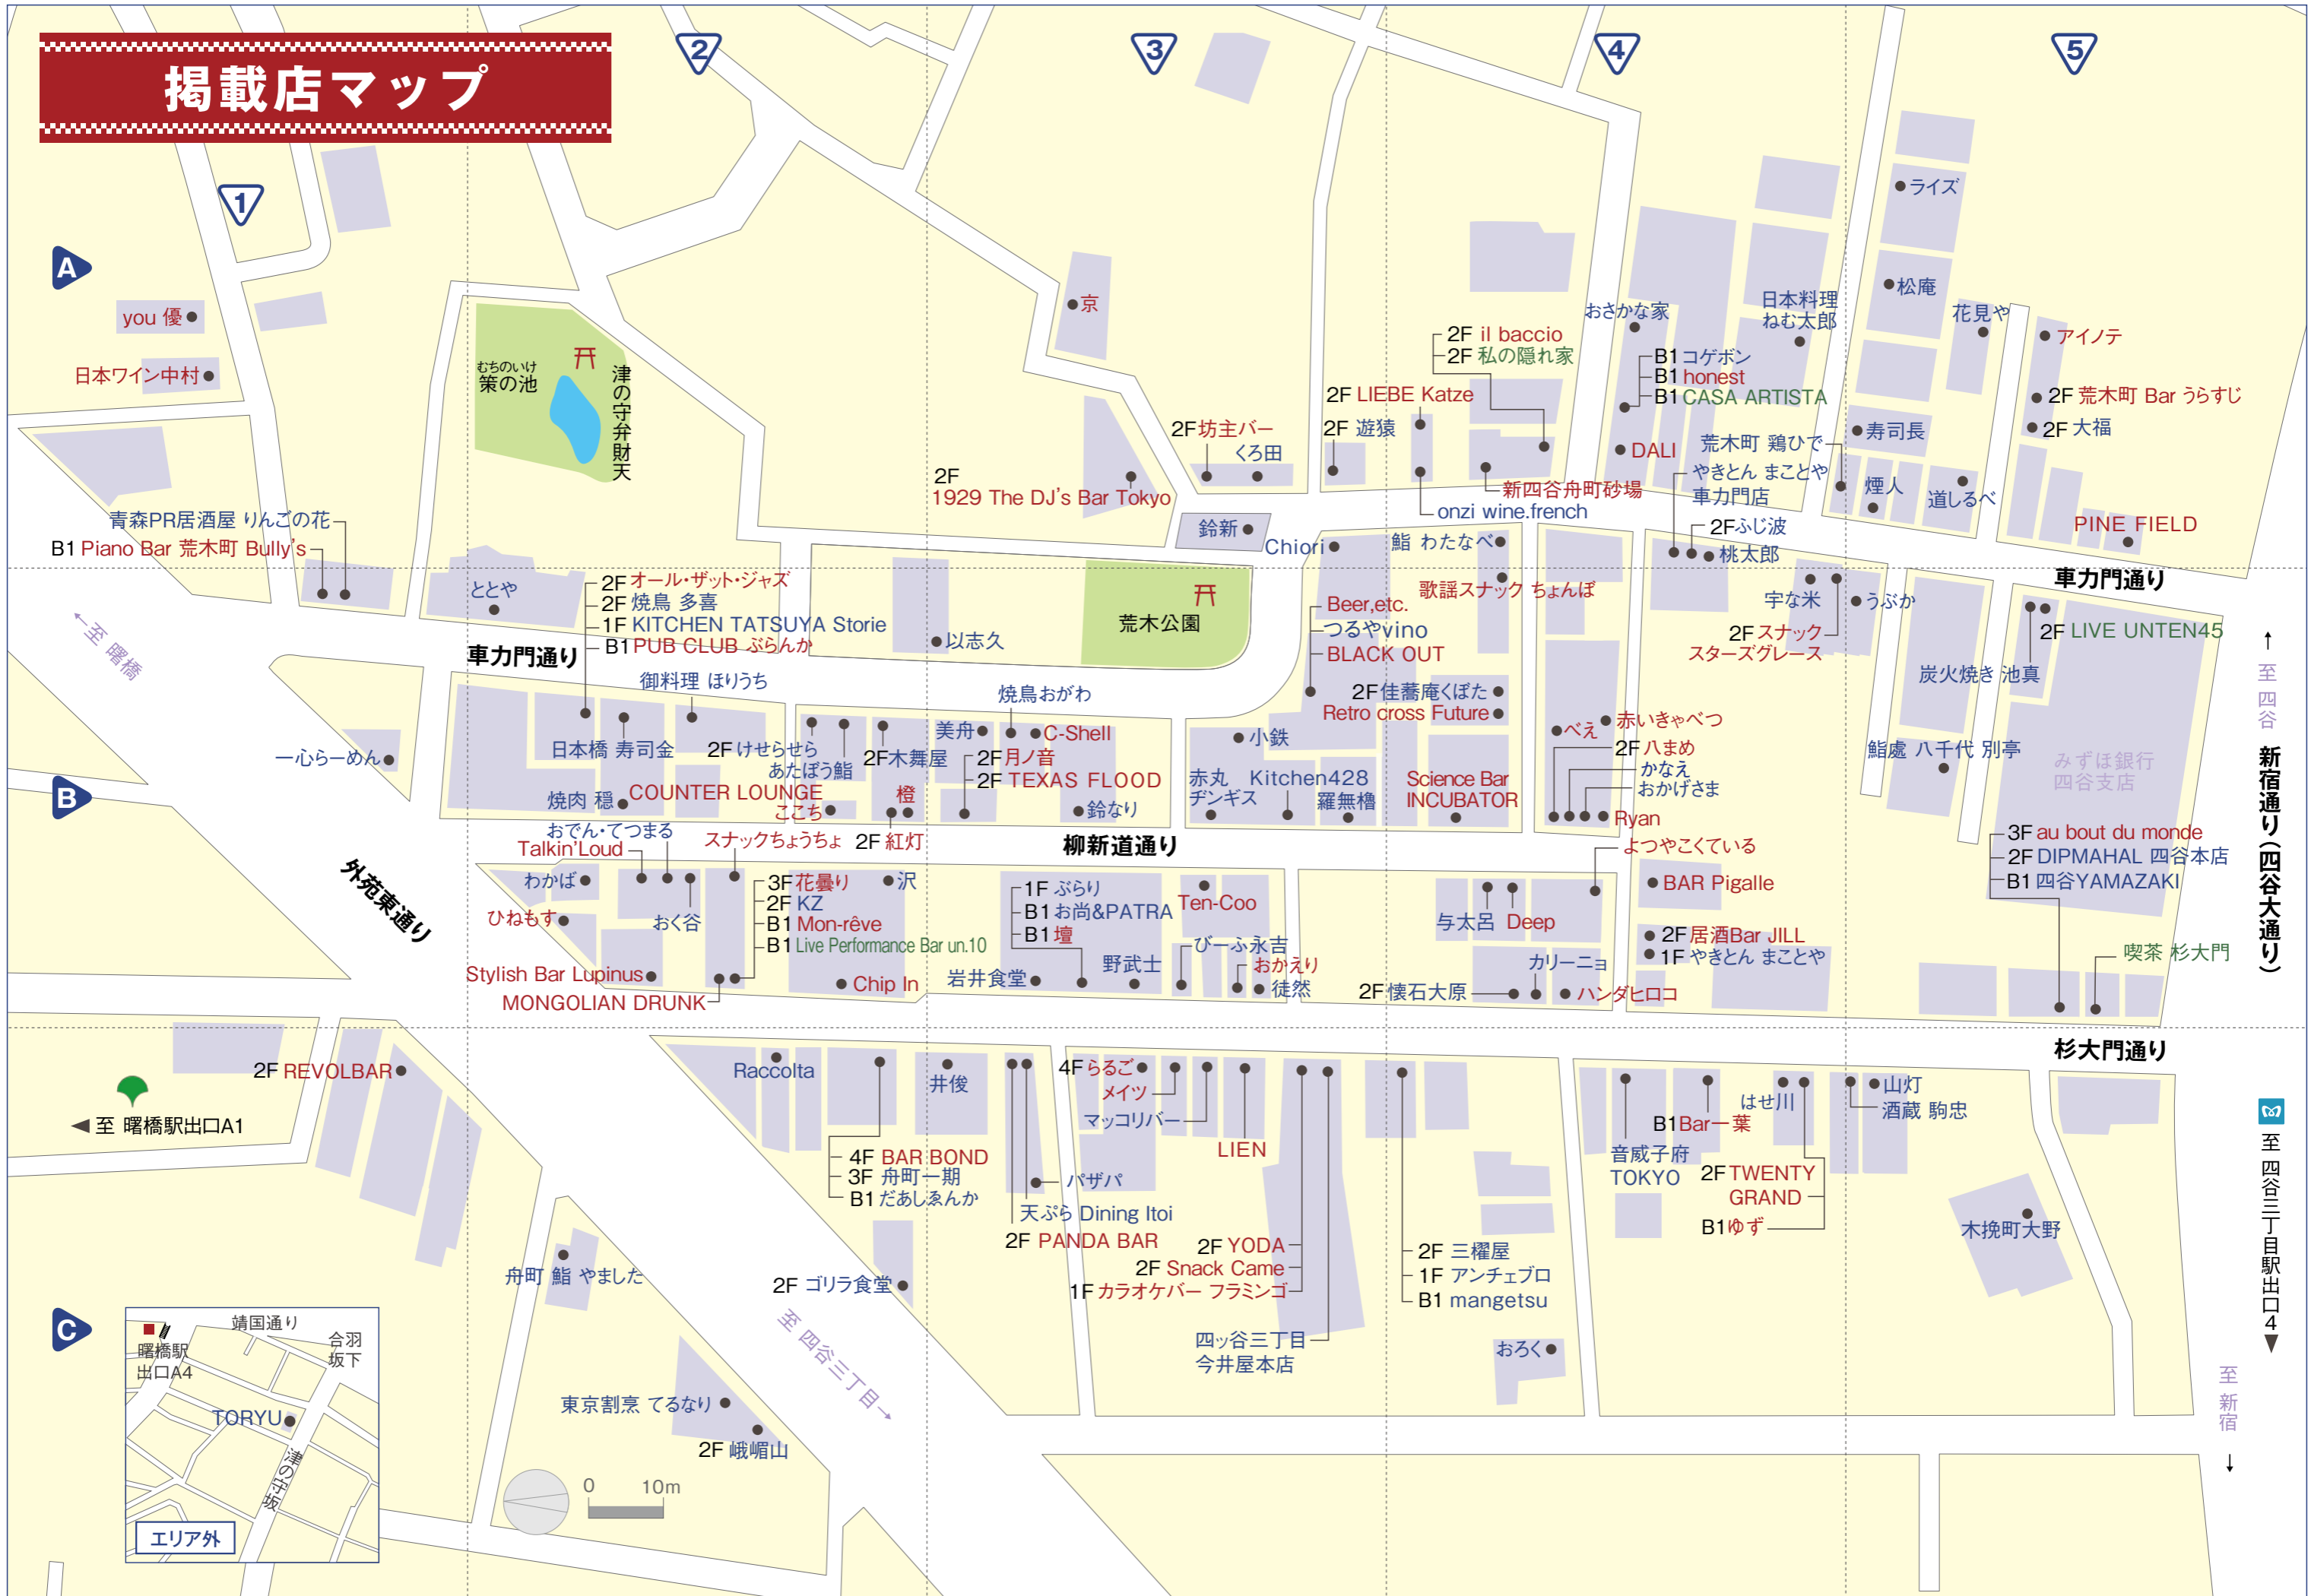 掲載店マップ
1
2
3
4
5
A
B
C
you 優
日本ワイン中村
むちのいけ
策の池
津の守弁財天
京
2F
1929 The DJ's Bar Tokyo
2F 坊主バー
くろ田
鈴新
2F LIEBE Katze
2F 遊猿
2F il baccio
2F 私の隠れ家
新四谷舟町砂場
onzi wine.french
おさかな家
B1 コゲボン
B1 honest
B1 CASA ARTISTA
DALI
日本料理
ねむ太郎
荒木町 鶏ひで
やきとん まことや
車力門店
2Fふじ波
桃太郎
ライズ
松庵
花見や
寿司長
煙人
道しるべ
アイノテ
2F 荒木町 Bar うらすじ
2F 大福
PINE FIELD
車力門通り
青森PR居酒屋 りんごの花
B1 Piano Bar 荒木町 Bully's
←至 曙橋
ととや
2F オール・ザット・ジャズ
2F 焼鳥 多喜
1F KITCHEN TATSUYA Storie
B1 PUB CLUB ぶらんか
車力門通り
以志久
荒木公園
Chiori
鮨 わたなべ
歌謡スナック ちょんぼ
Beer,etc.
つるやvino
BLACK OUT
2F佳蕎庵くぼた
Retro cross Future
宇な米
うぶか
2F スナック
スターズグレース
2F LIVE UNTEN45
炭火焼き 池真
鮨處 八千代 別亭
みずほ銀行
四谷支店
一心らーめん
御料理 ほりうち
日本橋 寿司金
2Fけせらせら
あたぼう鮨
2F木舞屋
焼肉 穏
COUNTER LOUNGE
ここち
橙
2F 紅灯
美舟
焼鳥おがわ
C-Shell
2F月ノ音
2F TEXAS FLOOD
鈴なり
小鉄
赤丸
ヂンギス
Kitchen428
羅無櫓
Science Bar
INCUBATOR
べえ
赤いきゃべつ
2F八まめ
かなえ
おかげさま
Ryan
柳新道通り
外苑東通り
おでん・てつまる
Talkin'Loud
スナックちょうちょ
わかば
ひねもす
おく谷
Stylish Bar Lupinus
MONGOLIAN DRUNK
3F 花曇り
2F KZ
B1 Mon-rêve
B1 Live Performance Bar un.10
沢
Chip In
1F ぶらり
B1 お尚&PATRA
B1 壇
岩井食堂
野武士
Ten-Coo
びーふ永吉
おかえり
徒然
与太呂
Deep
よつやこくている
BAR Pigalle
2F 居酒Bar JILL
1F やきとん まことや
2F懐石大原
カリーニョ
ハンダヒロコ
3F au bout du monde
2F DIPMAHAL 四谷本店
B1 四谷YAMAZAKI
喫茶 杉大門
杉大門通り
↑至 四谷
新宿通り(四谷大通り)
至 四谷三丁目駅出口4▼
至 新宿↓
2F REVOLBAR
◀至 曙橋駅出口A1
Raccolta
4F BAR BOND
3F 舟町一期
B1 だあしゑんか
井俊
パザパ
天ぷら Dining Itoi
2F PANDA BAR
4Fらるご
メイツ
マッコリバー
LIEN
2F YODA
2F Snack Came
1F カラオケバー フラミンゴ
四ッ谷三丁目
今井屋本店
2F 三櫂屋
1F アンチェブロ
B1 mangetsu
おろく
音威子府
TOKYO
B1Bar一葉
はせ川
2F TWENTY
GRAND
B1ゆず
山灯
酒蔵 駒忠
木挽町大野
舟町 鮨 やました
2F ゴリラ食堂
至 四谷三丁目→
東京割烹 てるなり
2F 峨嵋山
0 10m
靖国通り
合羽
坂下
曙橋駅
出口A4
TORYU
津の守坂
エリア外